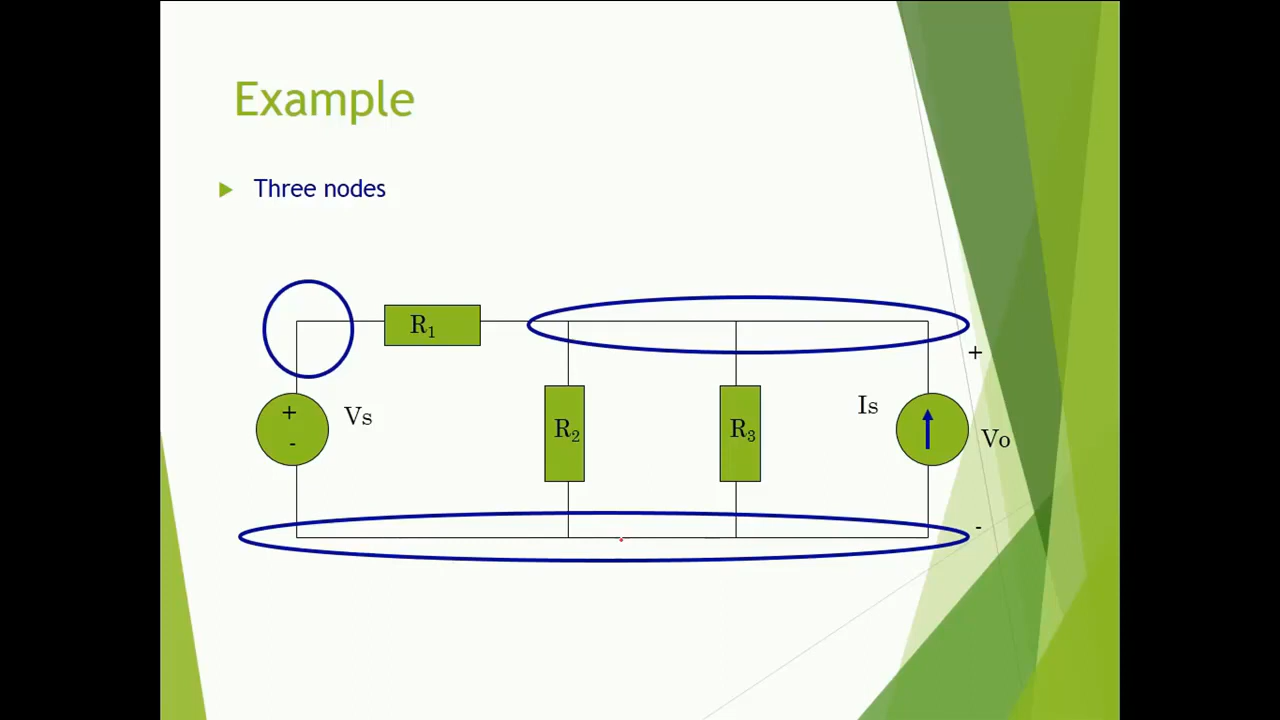 Example
Three nodes
R1
+
+
Vs
-
R2
R3
Is
Vo
-